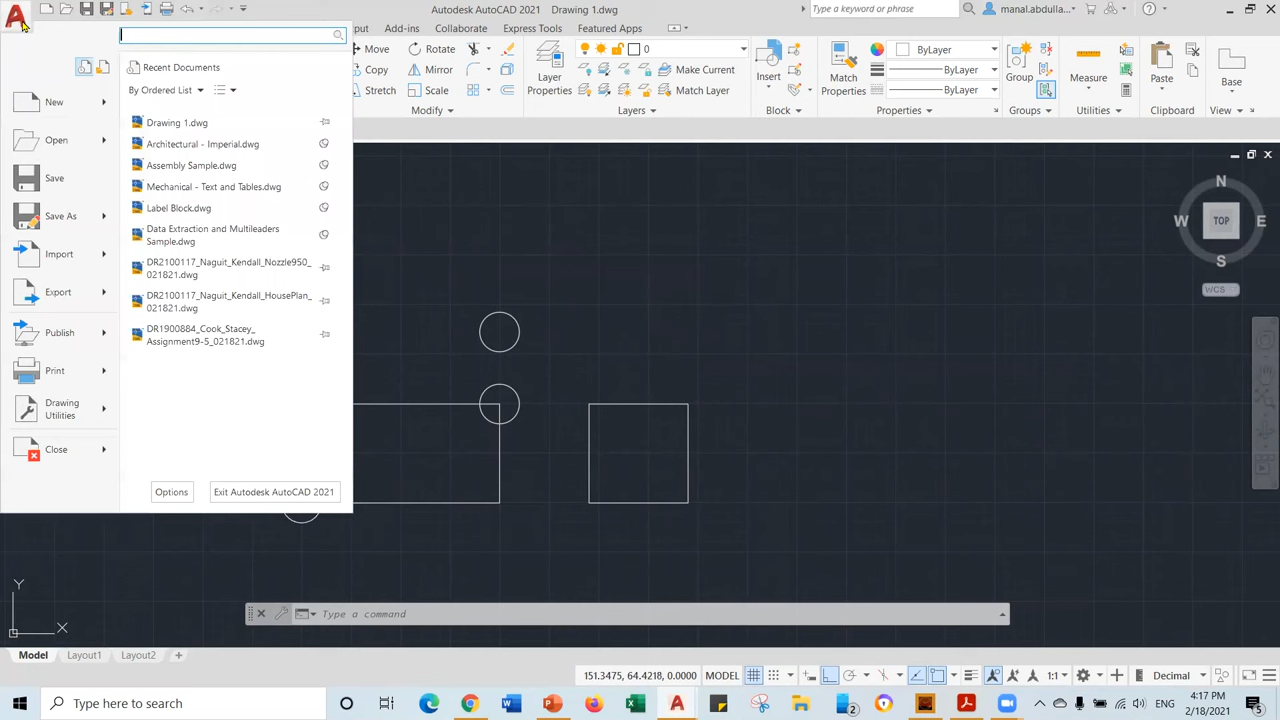 Autodesk AutoCAD 2021 Drawing 1.dwg
Type a keyword or phrase
manal.abdulla...
Input Add-ins Collaborate Express Tools Featured Apps
Move Rotate
Copy Mirror
Stretch Scale
Modify
Layer Properties
0
Make Current
Match Layer
Layers
Insert
Block
Match Properties
ByLayer
ByLayer
ByLayer
Properties
Group
Groups
Measure
Utilities
Paste
Clipboard
Base
View
Recent Documents
By Ordered List
New
Open
Save
Save As
Import
Export
Publish
Print
Drawing
Utilities
Close
Drawing 1.dwg
Architectural - Imperial.dwg
Assembly Sample.dwg
Mechanical - Text and Tables.dwg
Label Block.dwg
Data Extraction and Multileaders
Sample.dwg
DR2100117_Naguit_Kendall_Nozzle950_
021821.dwg
DR2100117_Naguit_Kendall_HousePlan_
021821.dwg
DR1900884_Cook_Stacey_
Assignment9-5_021821.dwg
Options Exit Autodesk AutoCAD 2021
N
W TOP E
S
WCS
Y
X
Type a command
Model Layout1 Layout2
151.3475, 64.4218, 0.0000 MODEL 1:1 Decimal
Type here to search
2
ENG
4:17 PM
2/18/2021
5